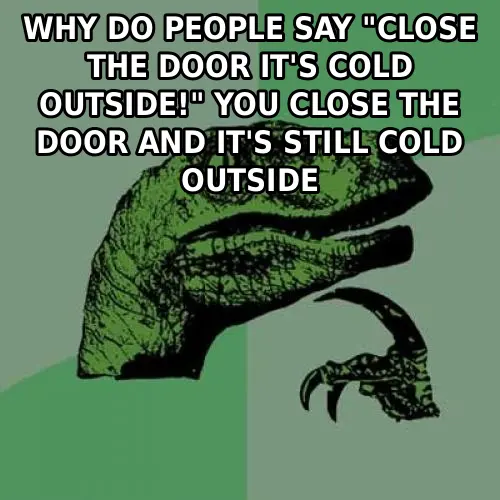 WHY DO PEOPLE SAY "CLOSE
THE DOOR IT'S COLD
OUTSIDE!" YOU CLOSE THE
DOOR AND IT'S STILL COLD
OUTSIDE